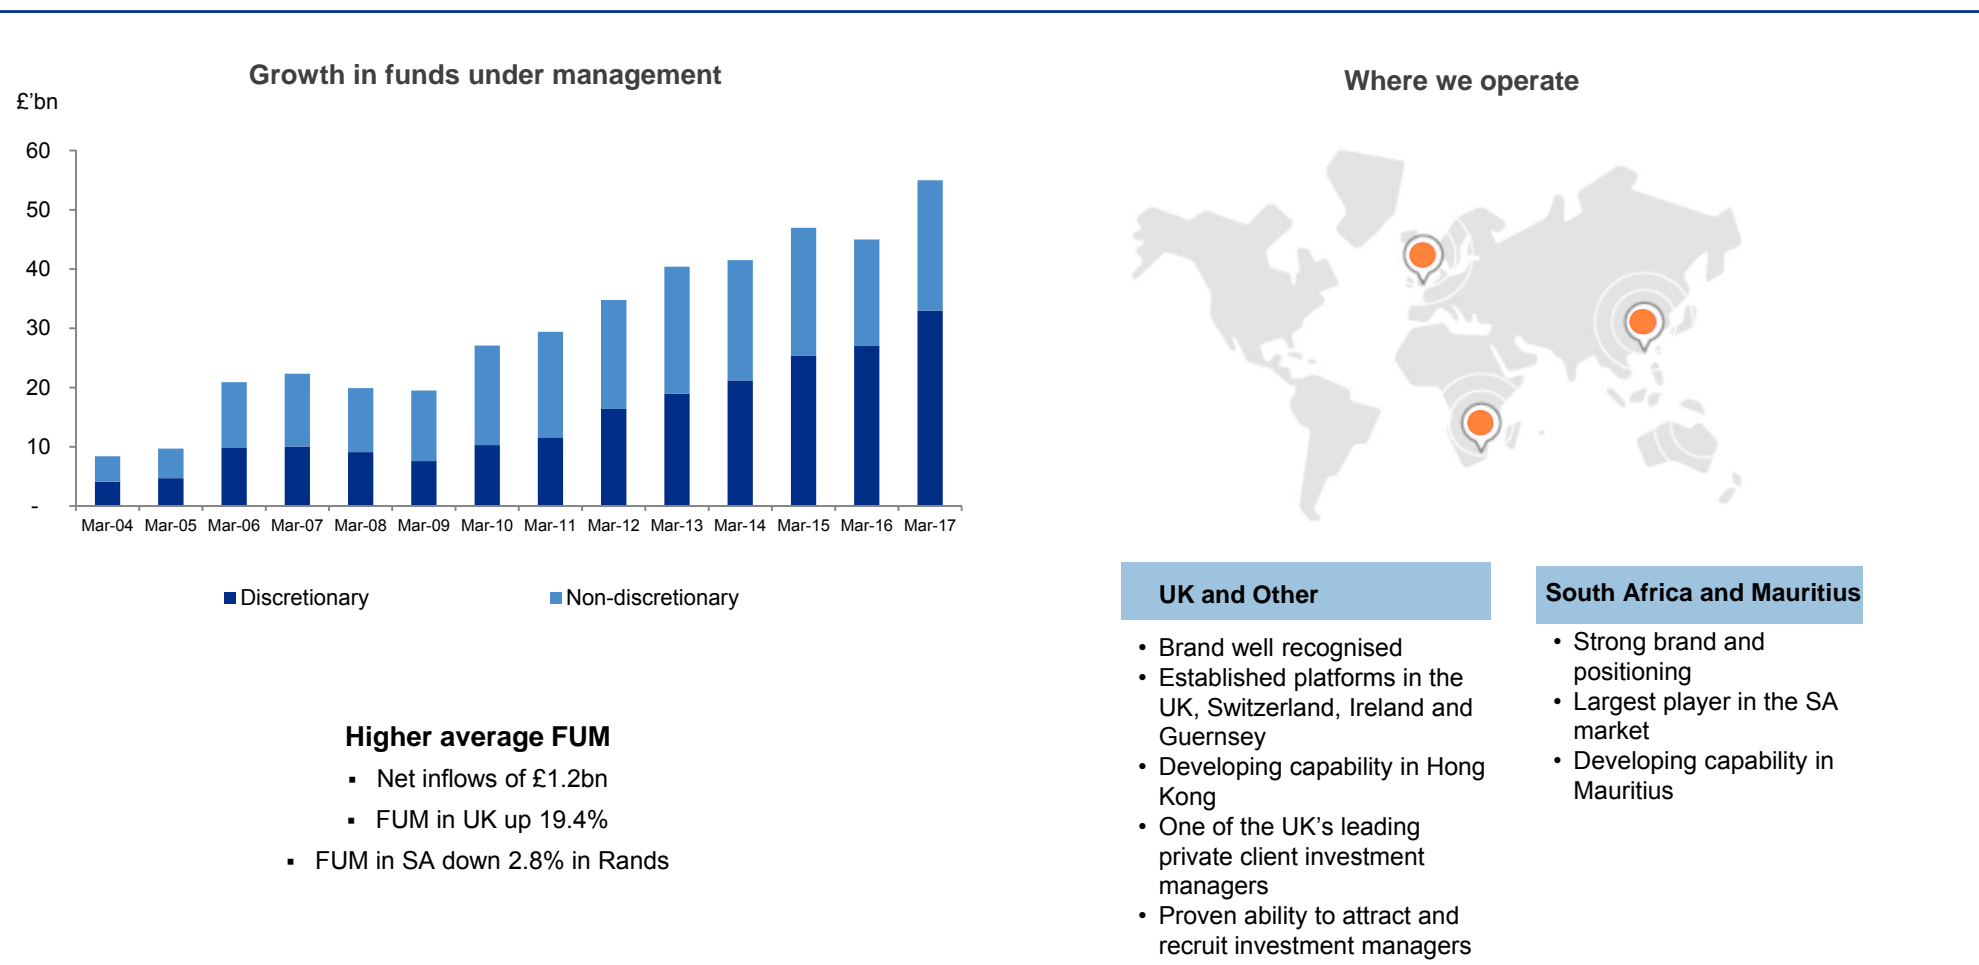 Growth in funds under management
£’bn
60
50
40
30
20
10
-
Mar-04 Mar-05 Mar-06 Mar-07 Mar-08 Mar-09 Mar-10 Mar-11 Mar-12 Mar-13 Mar-14 Mar-15 Mar-16 Mar-17
Discretionary Non-discretionary
Higher average FUM
▪ Net inflows of £1.2bn
▪ FUM in UK up 19.4%
▪ FUM in SA down 2.8% in Rands
Where we operate
UK and Other
• Brand well recognised
• Established platforms in the
UK, Switzerland, Ireland and
Guernsey
• Developing capability in Hong
Kong
• One of the UK’s leading
private client investment
managers
• Proven ability to attract and
recruit investment managers
South Africa and Mauritius
• Strong brand and
positioning
• Largest player in the SA
market
• Developing capability in
Mauritius